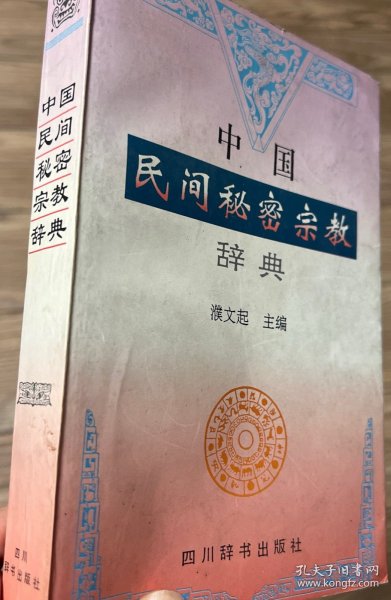 中国
民间
秘密
宗教
辞典
四川
辞书出版社
中国
民间秘密宗教
辞典
濮文起 主编
四川辞书出版社
孔夫子旧书网
www.kongfz.com